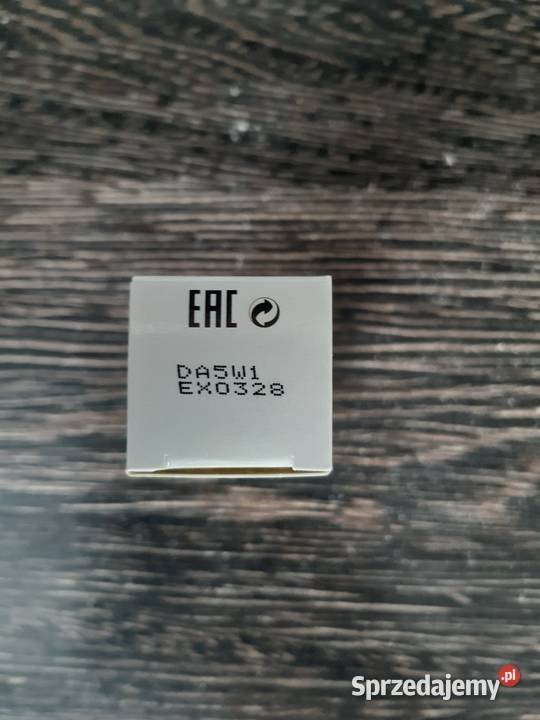 EAC
DA5W1
EX0328
Sprzedajemy.pl